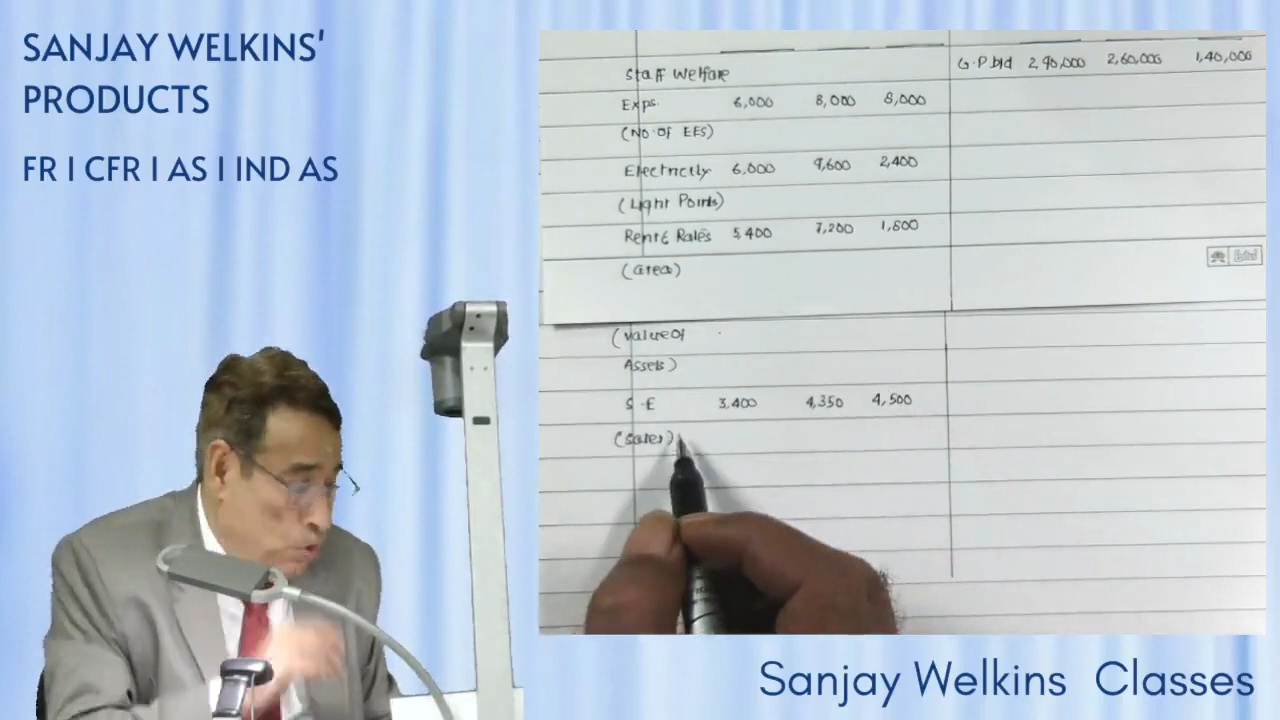 SANJAY WELKINS'
PRODUCTS
FR I CFR I AS I IND AS
G.P b/d 2,90,000 2,60,000 1,40,000
Staff Welfare
Exps. 6,000 8,000 8,000
(No. of EES)
Electricity 6,000 9,600 2,400
(Light Points)
Rent & Rates 5,400 7,200 1,800
(area)
(Value Of
Assets)
S.E 3,400 4,350 4,500
(Sales)
Sanjay Welkins Classes